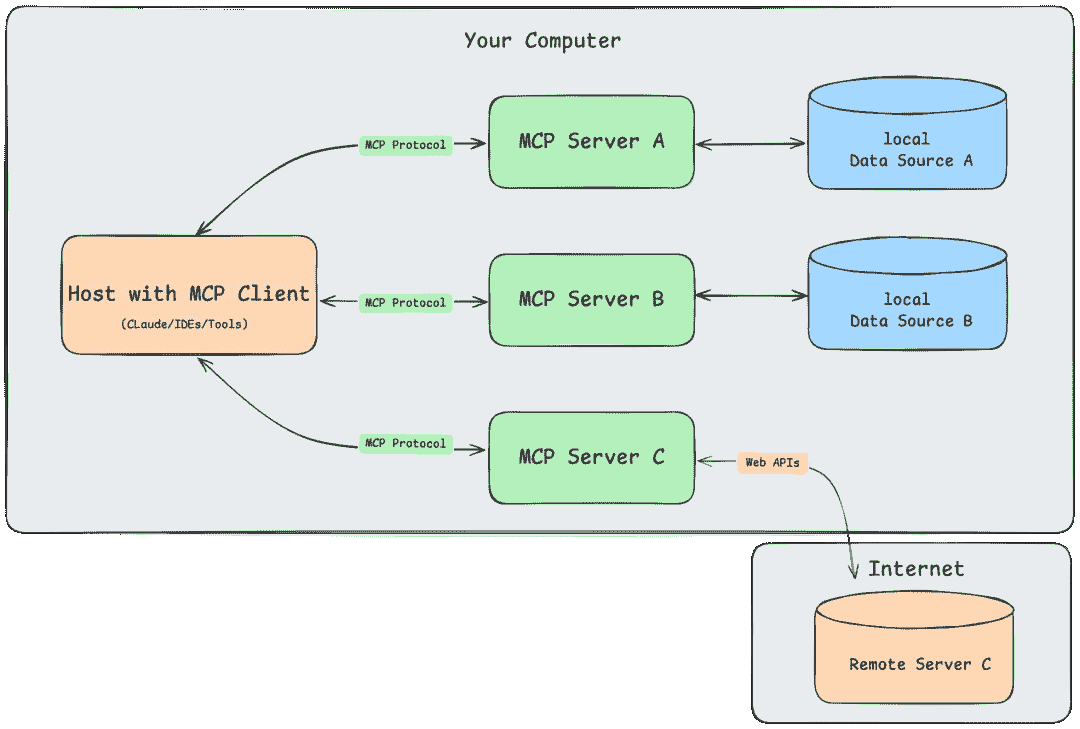 Your Computer
MCP Protocol
MCP Server A
local
Data Source A
Host with MCP Client
(CLaude/IDEs/Tools)
MCP Protocol
MCP Server B
local
Data Source B
MCP Protocol
MCP Server C
Web APIs
Internet
Remote Server C